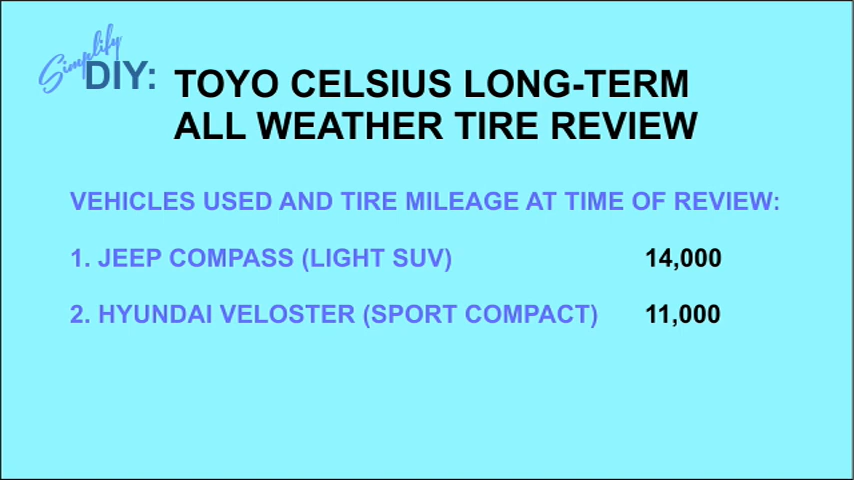 Simplify
DIY: TOYO CELSIUS LONG-TERM
ALL WEATHER TIRE REVIEW
VEHICLES USED AND TIRE MILEAGE AT TIME OF REVIEW:
1. JEEP COMPASS (LIGHT SUV) 14,000
2. HYUNDAI VELOSTER (SPORT COMPACT) 11,000